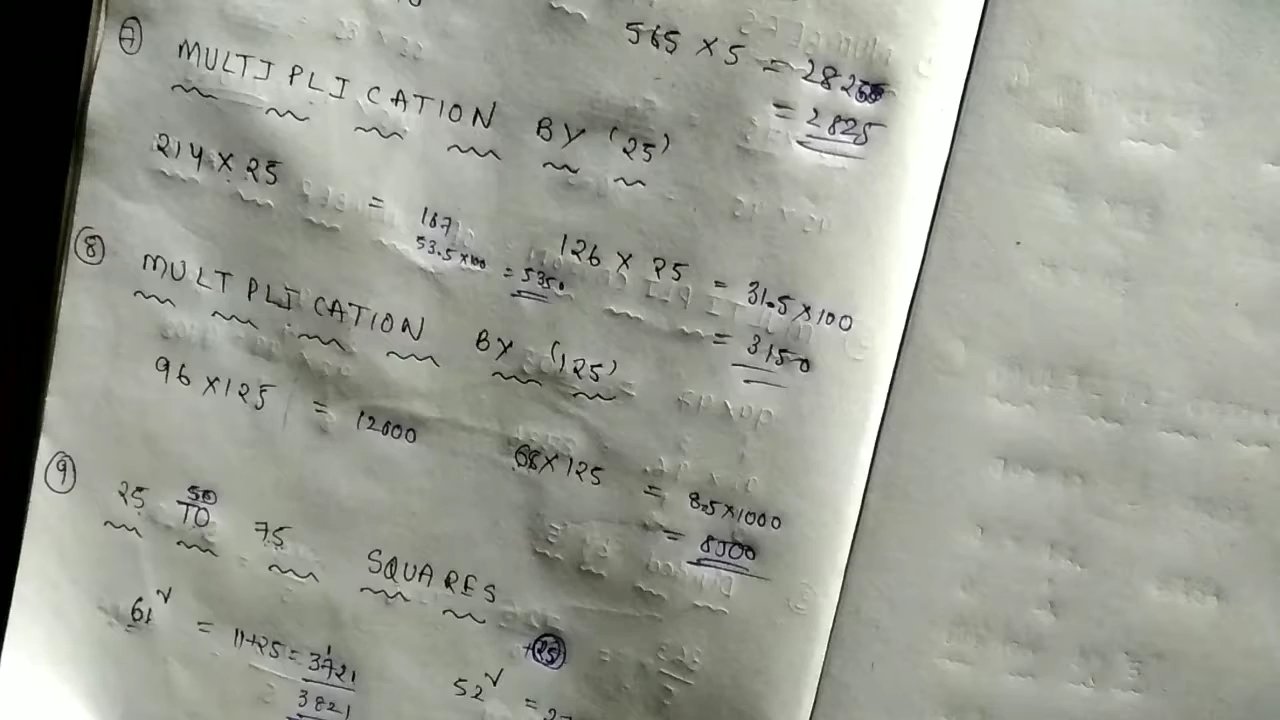 565 × 5 = 2825
= 2825
⑦ MULTIPLICATION BY (25)
214 × 25 = 107
53.5 × 100 = 5350
126 × 25 = 31.5 × 100
= 3150
⑧ MULTIPLICATION BY (125)
96 × 125 = 12000
68 × 125 = 8.5 × 1000
= 8500
⑨ 25 TO 75 SQUARES
50
+25
61² = 11+25 = 3721
3821
52² =